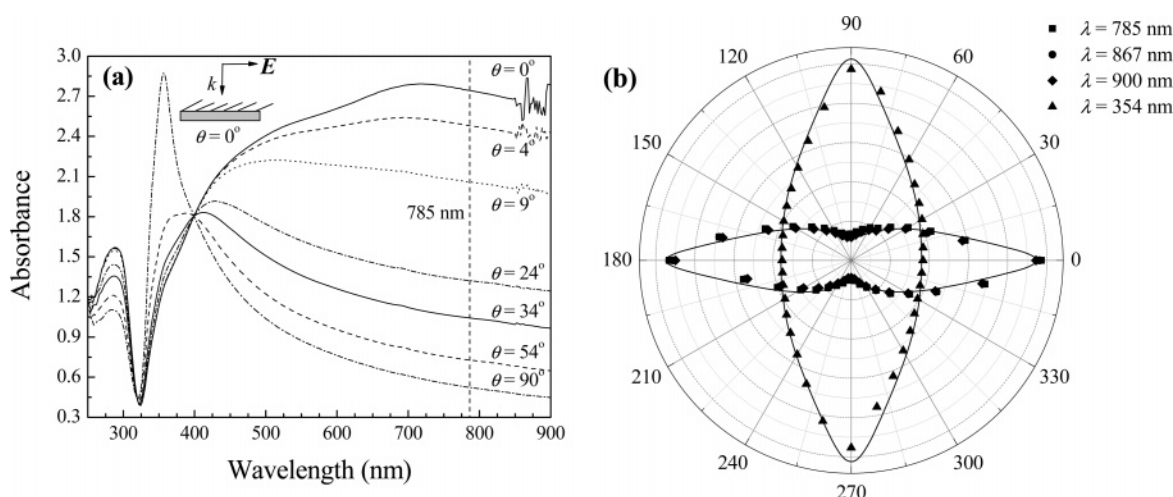 (a)
3.0
2.7
2.4
2.1
1.8
1.5
1.2
0.9
0.6
0.3
300
400
500
600
700
800
900
Absorbance
Wavelength (nm)
E
k
θ = 0°
785 nm
θ = 0°
θ = 4°
θ = 9°
θ = 24°
θ = 34°
θ = 54°
θ = 90°
(b)
90
60
30
0
330
300
270
240
210
180
150
120
λ = 785 nm
λ = 867 nm
λ = 900 nm
λ = 354 nm